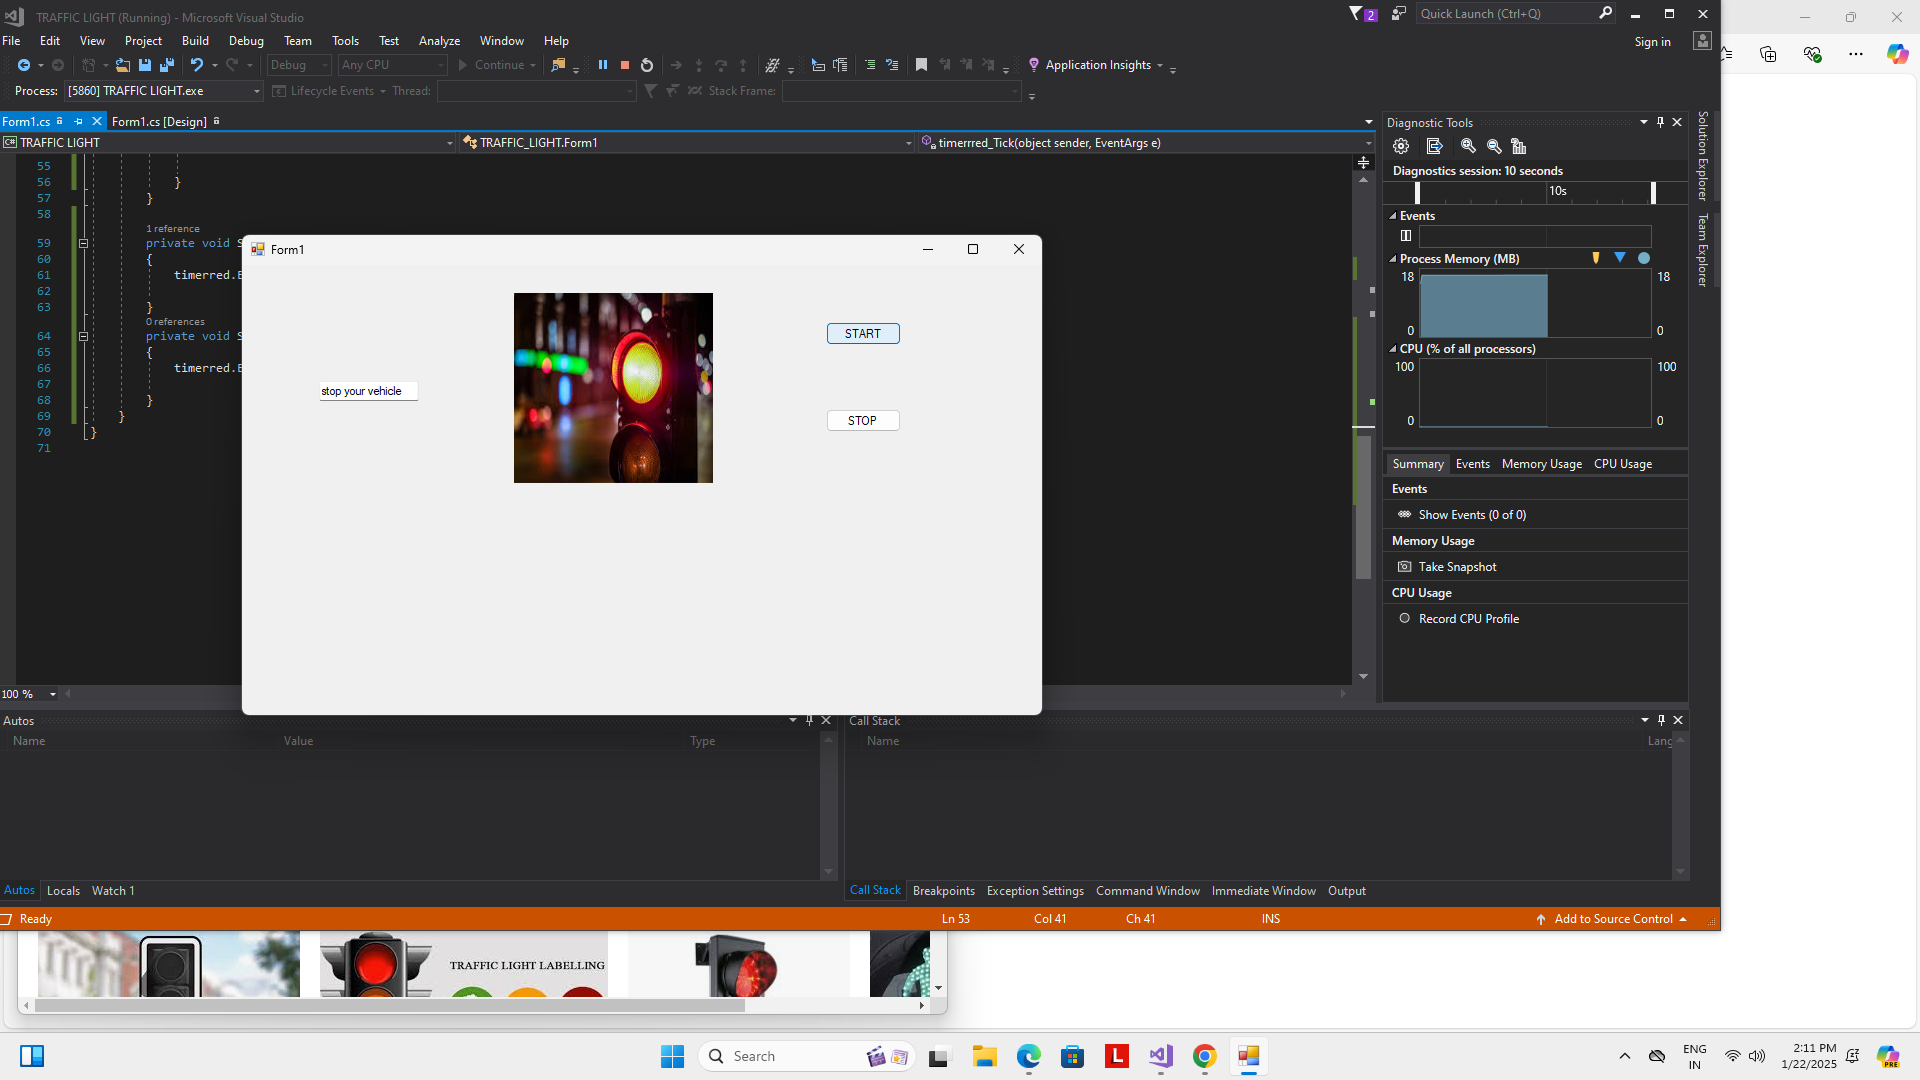 TRAFFIC LIGHT (Running) - Microsoft Visual Studio
2
Quick Launch (Ctrl+Q)
File Edit View Project Build Debug Team Tools Test Analyze Window Help
Sign in
Debug Any CPU Continue Application Insights
Process: [5860] TRAFFIC LIGHT.exe Lifecycle Events Thread: Stack Frame:
Form1.cs Form1.cs [Design]
TRAFFIC LIGHT TRAFFIC_LIGHT.Form1 timerrred_Tick(object sender, EventArgs e)
55
56 }
57 }
58
1 reference
59 private void
60 {
61 timerred.
62
63 }
0 references
64 private void
65 {
66 timerred.
67
68 }
69 }
70 }
71
100 %
Form1
stop your vehicle
START
STOP
Diagnostic Tools
Diagnostics session: 10 seconds
10s
Events
Process Memory (MB)
18 18
0 0
CPU (% of all processors)
100 100
0 0
Summary Events Memory Usage CPU Usage
Events
Show Events (0 of 0)
Memory Usage
Take Snapshot
CPU Usage
Record CPU Profile
Solution Explorer
Team Explorer
Autos
Name Value Type
Autos Locals Watch 1
Call Stack
Name Lang
Call Stack Breakpoints Exception Settings Command Window Immediate Window Output
Ready Ln 53 Col 41 Ch 41 INS Add to Source Control
TRAFFIC LIGHT LABELLING
Search
L
ENG
IN
2:11 PM
1/22/2025
PRE